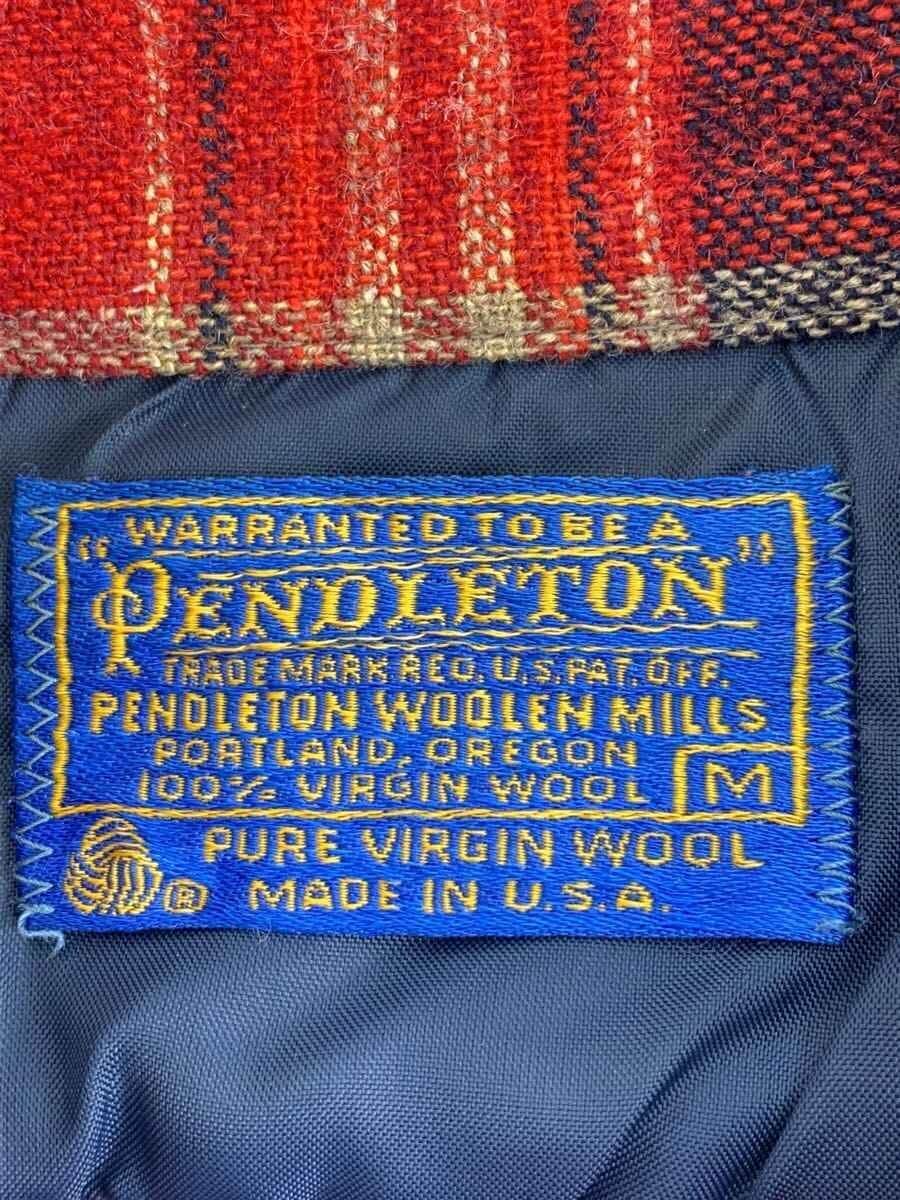 WARRANTED TO BE A
"PENDLETON"
TRADE MARK REG. U.S. PAT. OFF.
PENDLETON WOOLEN MILLS
PORTLAND, OREGON
100% VIRGIN WOOL M
PURE VIRGIN WOOL
® MADE IN U.S.A.